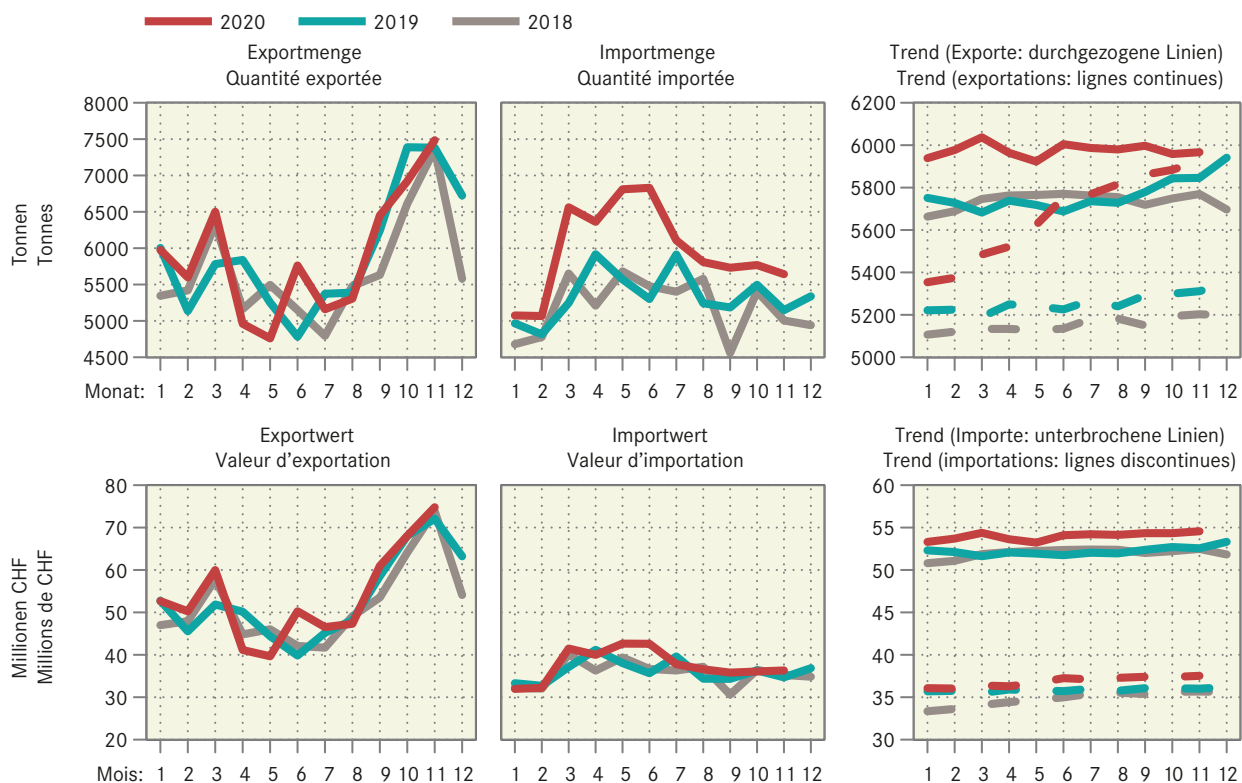 2020 2019 2018
Exportmenge
Quantité exportée
Importmenge
Quantité importée
Trend (Exporte: durchgezogene Linien)
Trend (exportations: lignes continues)
Tonnen
Tonnes
8000
7500
7000
6500
6000
5500
5000
4500
6200
6000
5800
5600
5400
5200
5000
Monat: 1 2 3 4 5 6 7 8 9 10 11 12
1 2 3 4 5 6 7 8 9 10 11 12
1 2 3 4 5 6 7 8 9 10 11 12
Exportwert
Valeur d’exportation
Importwert
Valeur d’importation
Trend (Importe: unterbrochene Linien)
Trend (importations: lignes discontinues)
Millionen CHF
Millions de CHF
80
70
60
50
40
30
20
60
55
50
45
40
35
30
Mois: 1 2 3 4 5 6 7 8 9 10 11 12
1 2 3 4 5 6 7 8 9 10 11 12
1 2 3 4 5 6 7 8 9 10 11 12